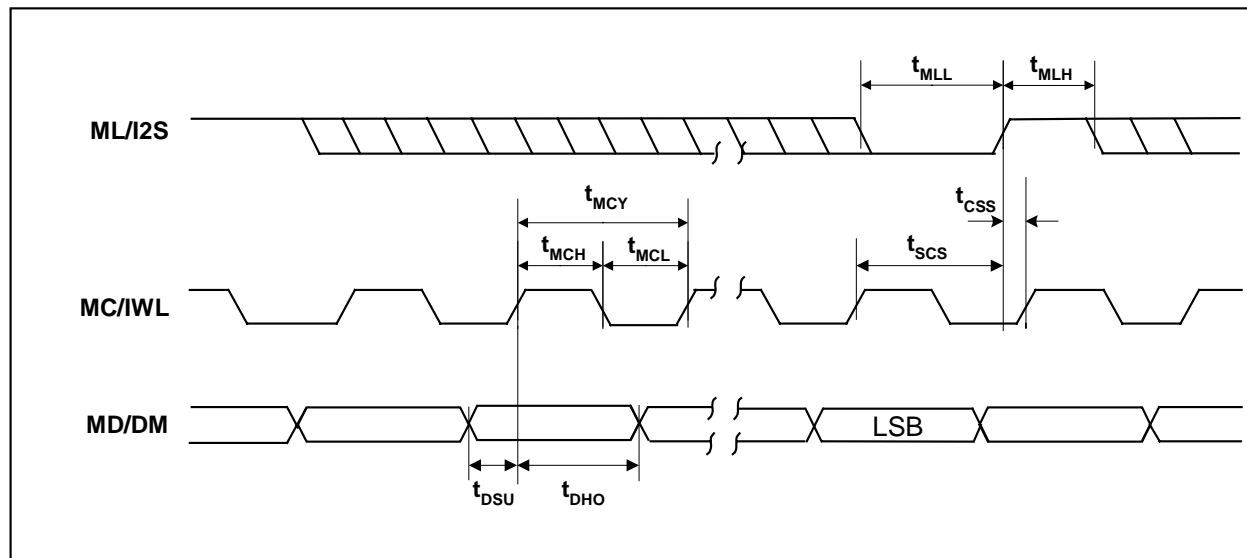 tMLL tMLH
ML/I2S
tMCY
tCSS
tMCH tMCL
tSCS
MC/IWL
MD/DM
LSB
tDSU tDHO